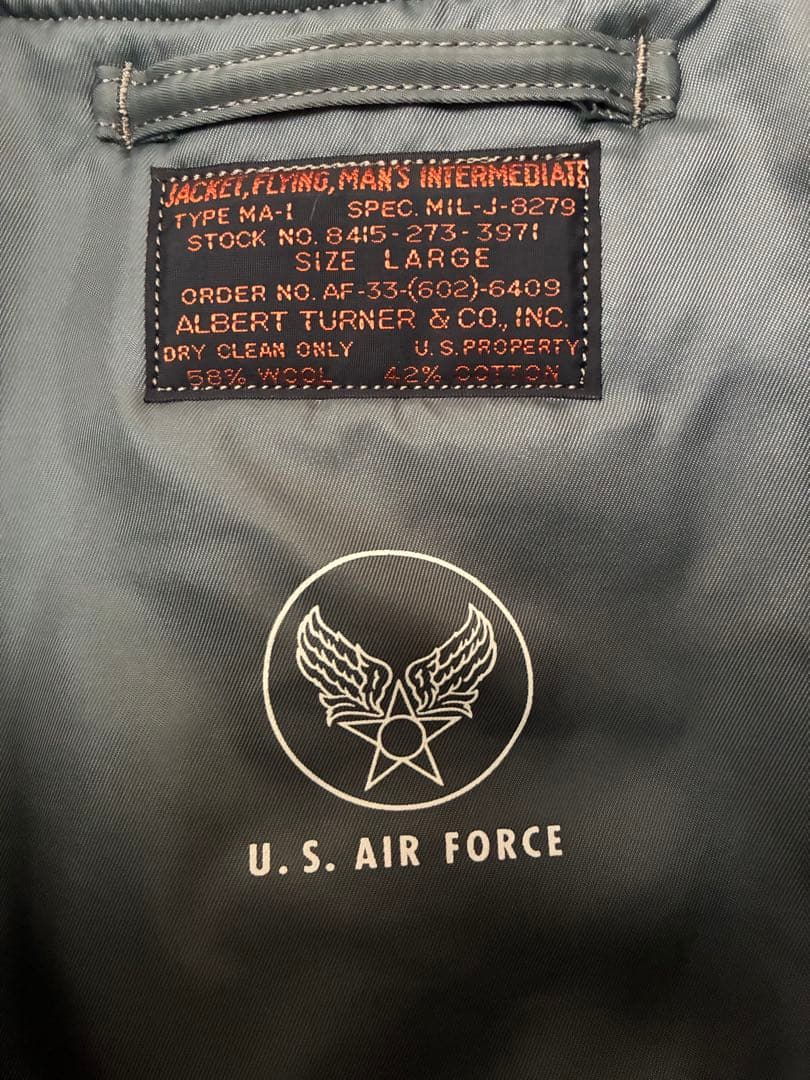 JACKET, FLYING, MAN'S INTERMEDIATE
TYPE MA-1 SPEC. MIL-J-8279
STOCK NO. 8415-273-3971
SIZE LARGE
ORDER NO. AF-33-(602)-6409
ALBERT TURNER & CO., INC.
DRY CLEAN ONLY U.S. PROPERTY
58% WOOL 42% COTTON
U. S. AIR FORCE